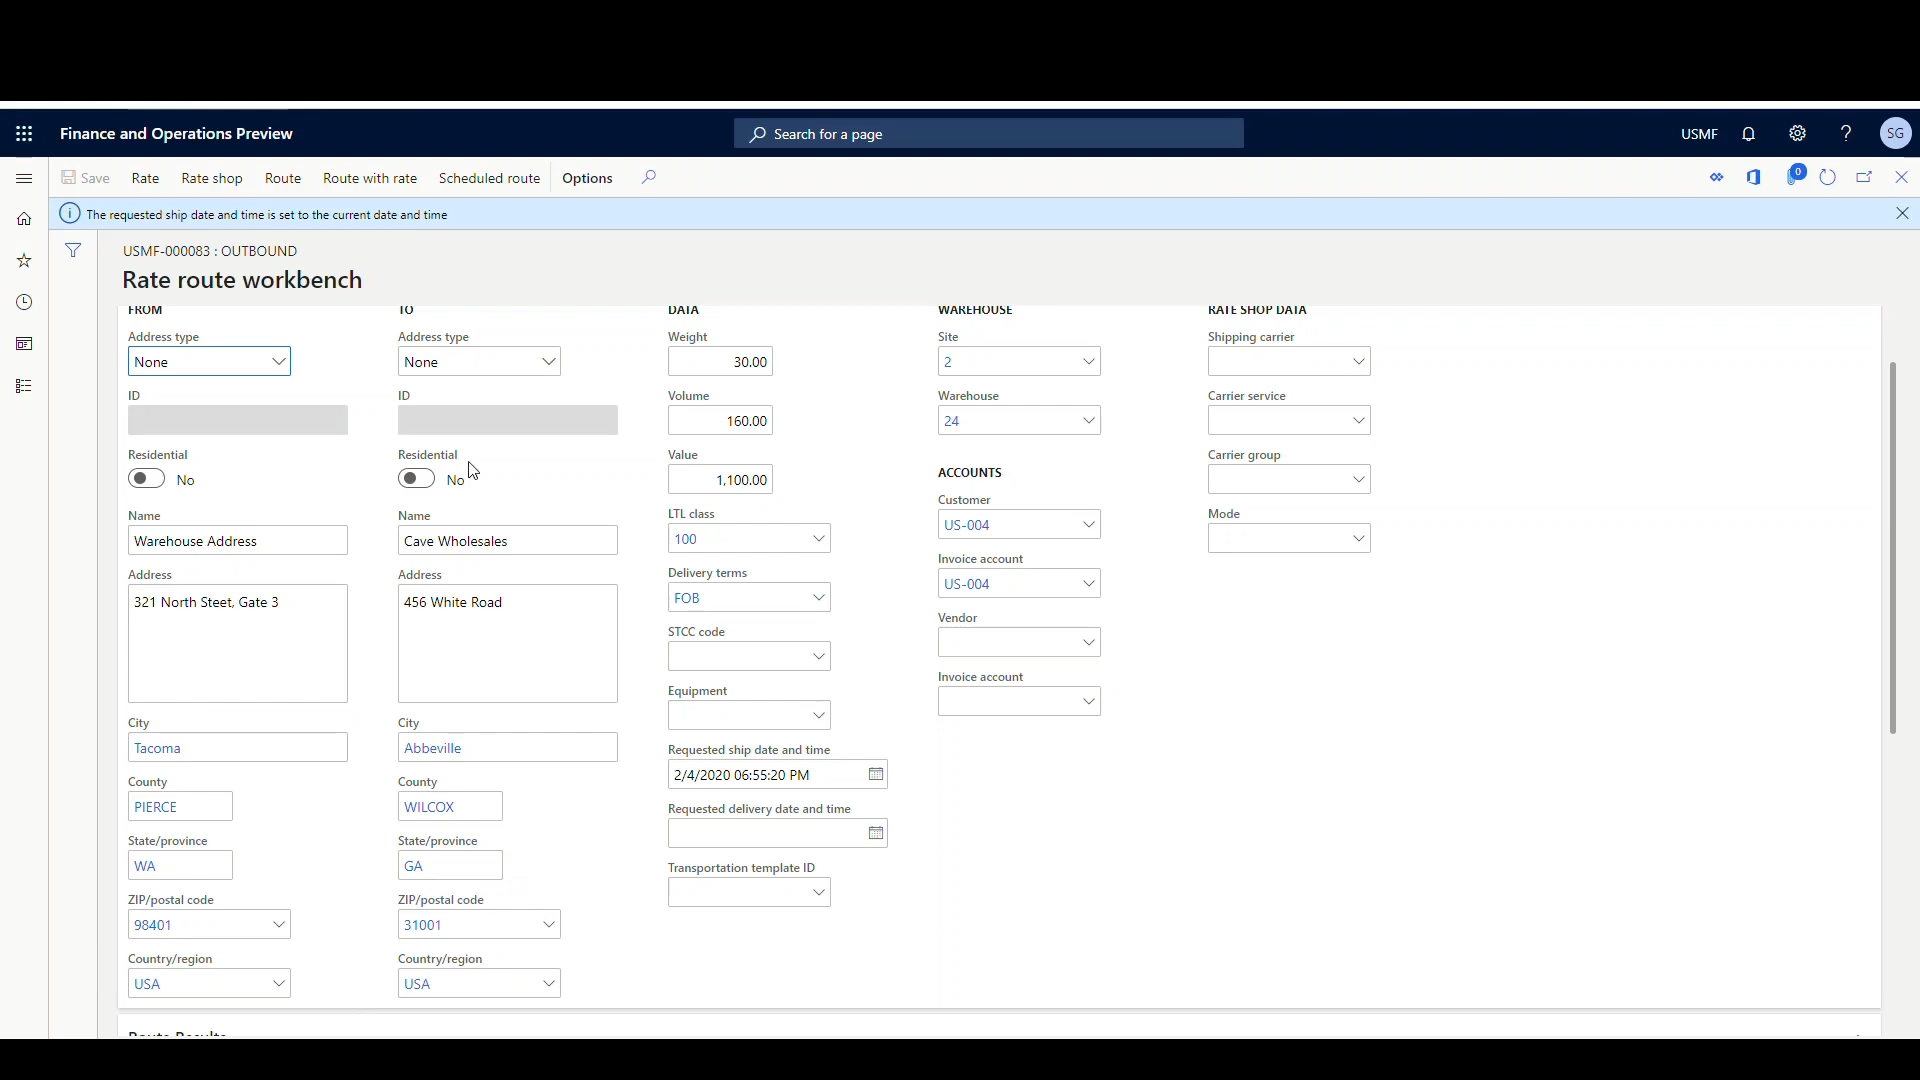 Finance and Operations Preview
Search for a page
USMF
?
SG
Save
Rate
Rate shop
Route
Route with rate
Scheduled route
Options
0
The requested ship date and time is set to the current date and time
USMF-000083 : OUTBOUND
Rate route workbench
FROM
Address type
None
ID
Residential
No
Name
Warehouse Address
Address
321 North Steet, Gate 3
City
Tacoma
County
PIERCE
State/province
WA
ZIP/postal code
98401
Country/region
USA
TO
Address type
None
ID
Residential
No
Name
Cave Wholesales
Address
456 White Road
City
Abbeville
County
WILCOX
State/province
GA
ZIP/postal code
31001
Country/region
USA
DATA
Weight
30.00
Volume
160.00
Value
1,100.00
LTL class
100
Delivery terms
FOB
STCC code
Equipment
Requested ship date and time
2/4/2020 06:55:20 PM
Requested delivery date and time
Transportation template ID
WAREHOUSE
Site
2
Warehouse
24
ACCOUNTS
Customer
US-004
Invoice account
US-004
Vendor
Invoice account
RATE SHOP DATA
Shipping carrier
Carrier service
Carrier group
Mode
Route Results